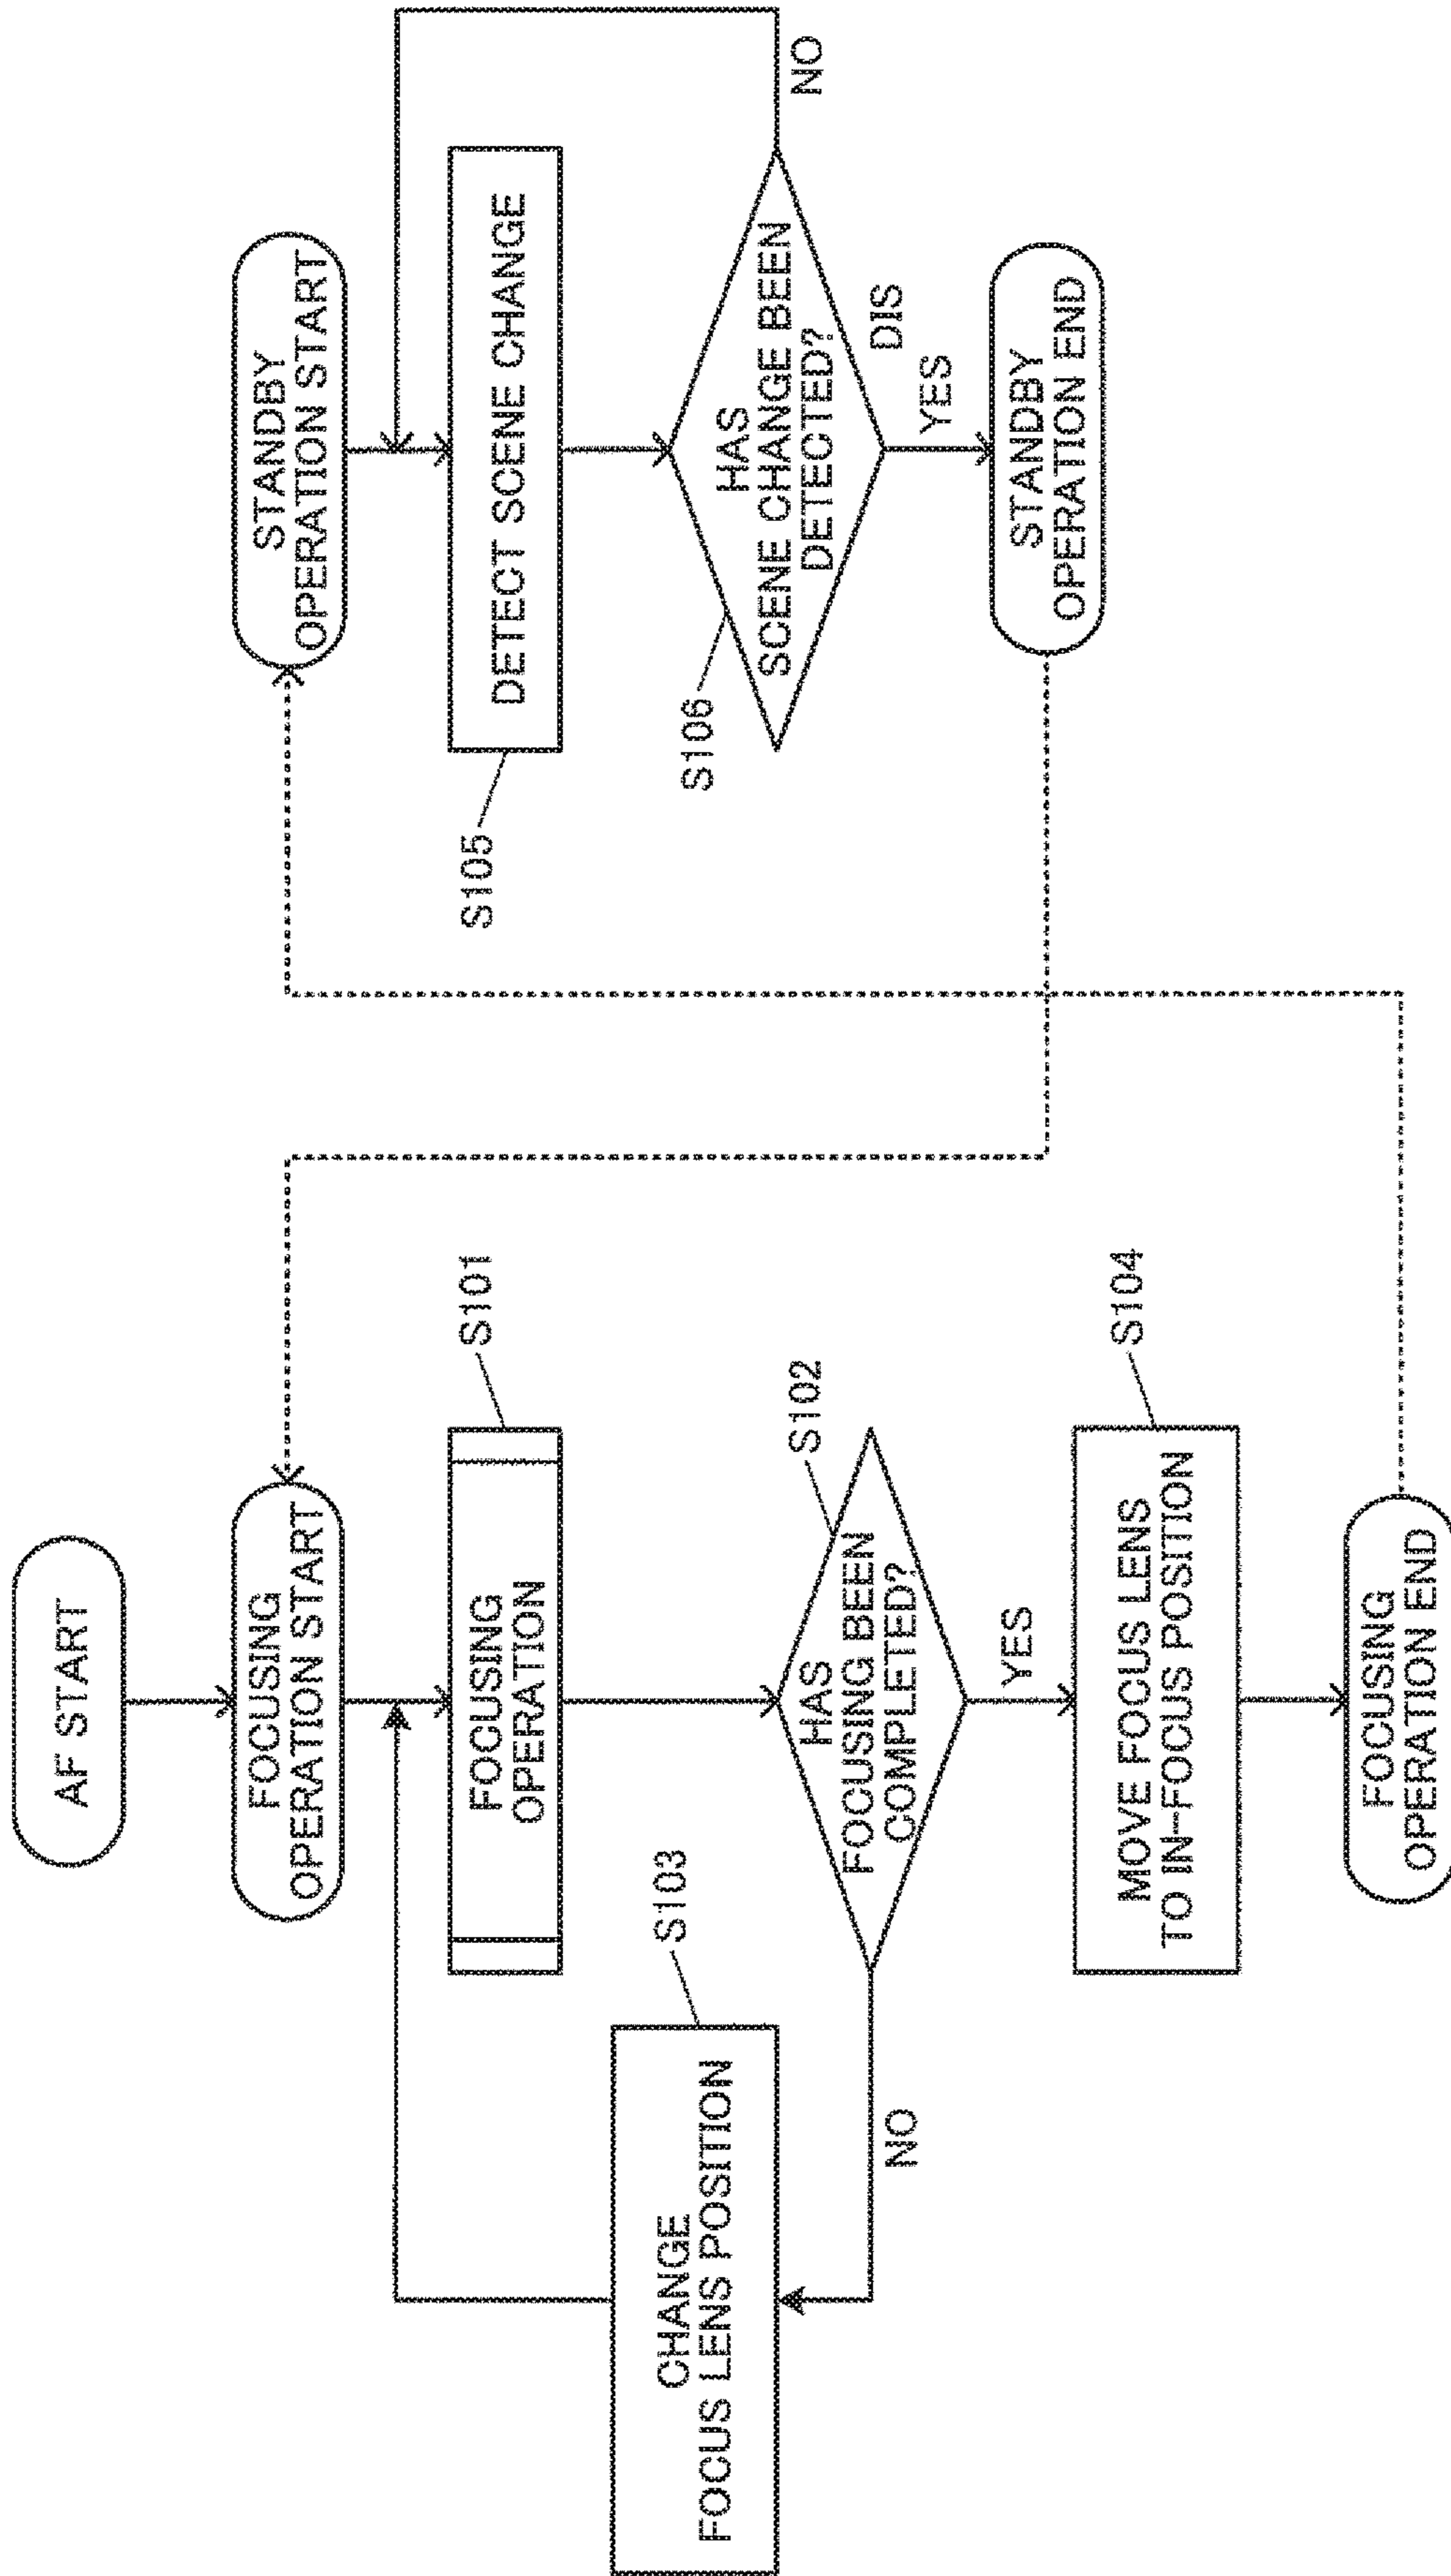 AF START
FOCUSING
OPERATION START
FOCUSING
OPERATION
S101
HAS
FOCUSING BEEN
COMPLETED?
S102
NO
CHANGE
FOCUS LENS POSITION
S103
YES
MOVE FOCUS LENS
TO IN-FOCUS POSITION
S104
FOCUSING
OPERATION END
STANDBY
OPERATION START
DETECT SCENE CHANGE
S105
HAS
SCENE CHANGE BEEN
DETECTED?
S106
NO
DIS
YES
STANDBY
OPERATION END